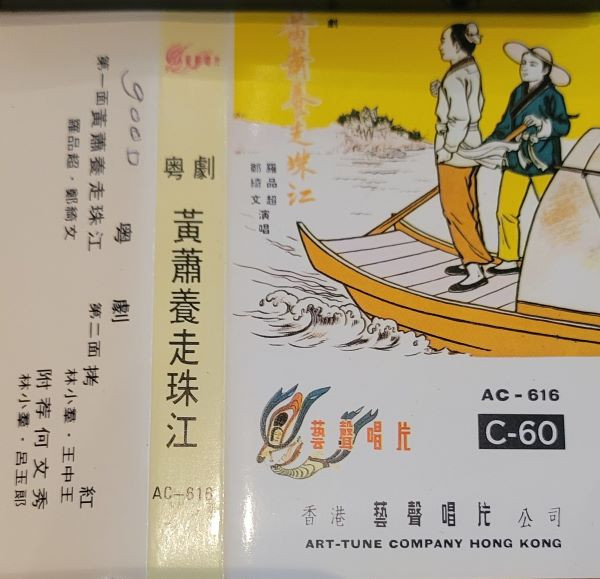 劇
黃蕭養走珠江
羅品超
鄭綺文演唱
AC-616
C-60
藝聲唱片
香港 藝聲唱片 公司
ART-TUNE COMPANY HONG KONG
粵劇
黃蕭養走珠江
AC-616
good
粵劇
第一面 黃蕭養走珠江
羅品超・鄭綺文
第二面 拷紅
林小羣・王中王
附荐何文秀
林小羣・呂玉郎